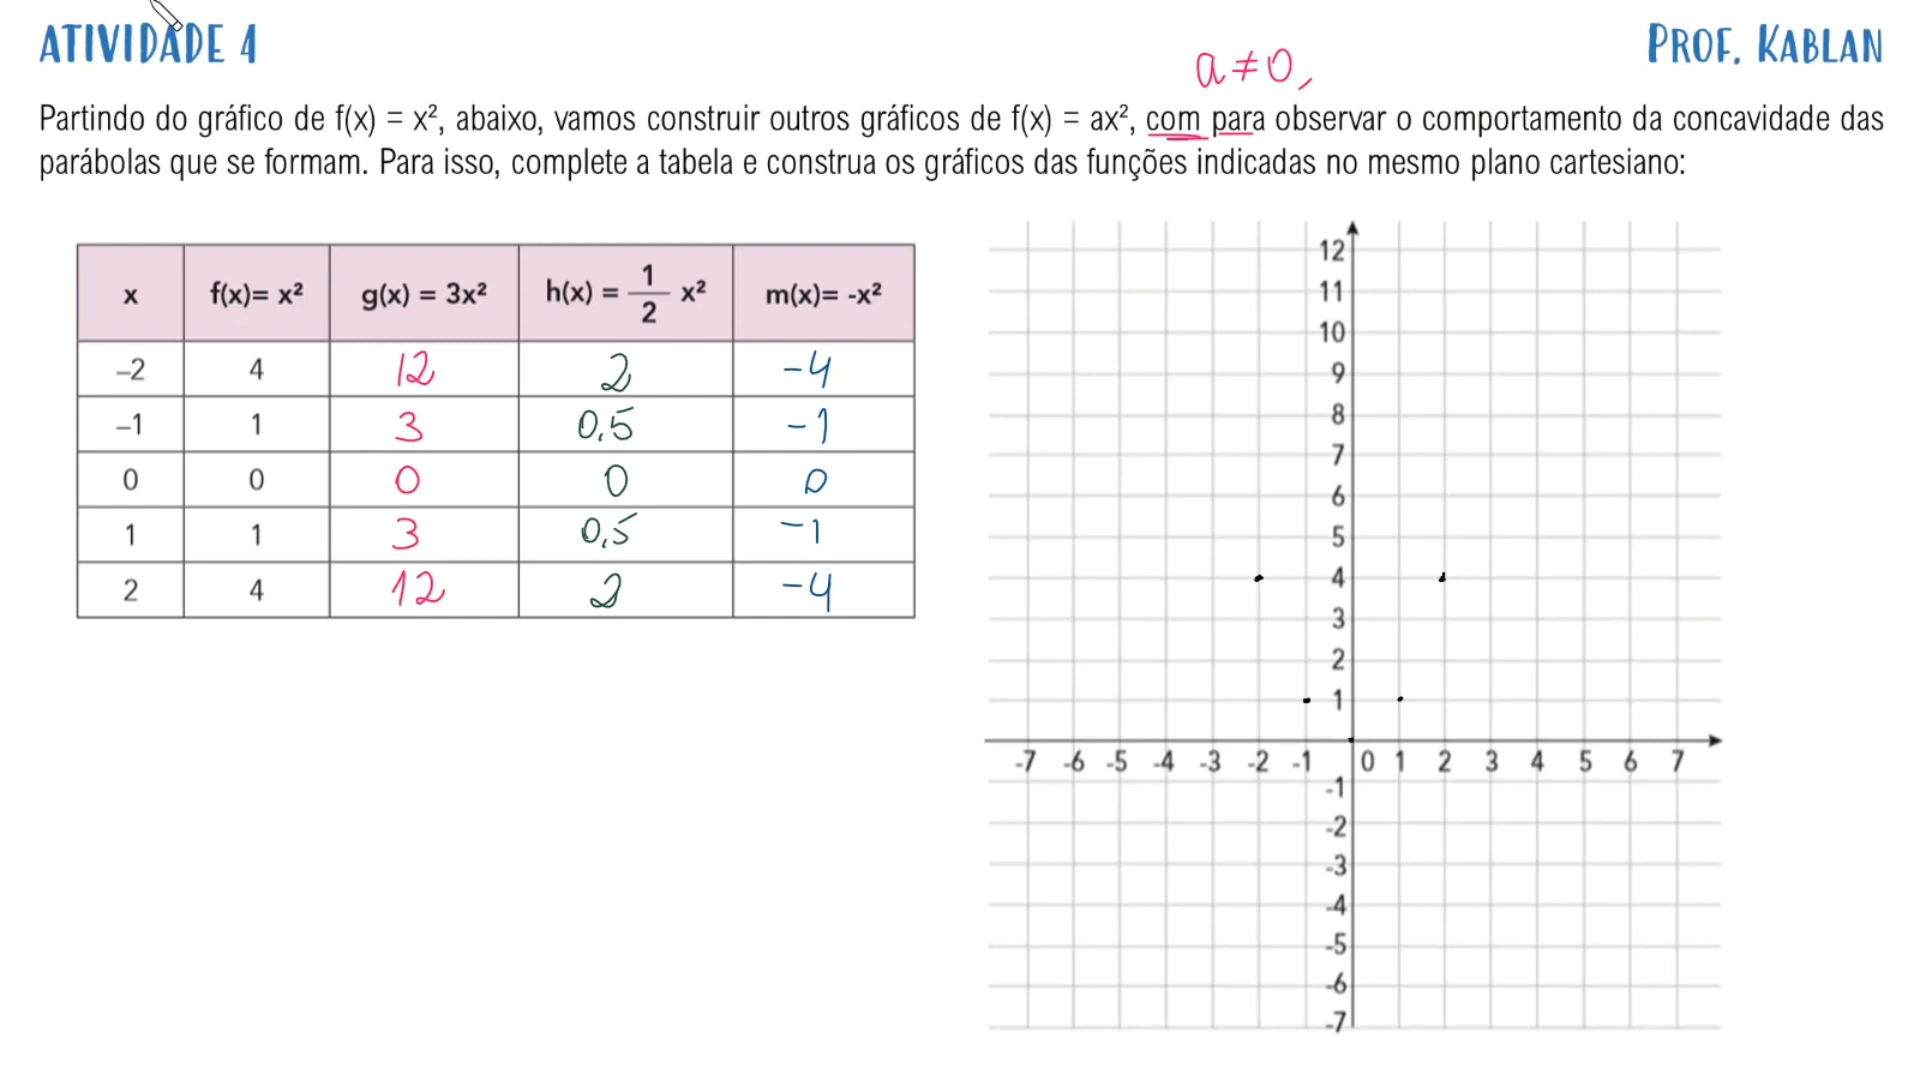 ATIVIDADE 4
PROF. KABLAN
a≠0,
Partindo do gráfico de f(x) = x², abaixo, vamos construir outros gráficos de f(x) = ax², com para observar o comportamento da concavidade das
parábolas que se formam. Para isso, complete a tabela e construa os gráficos das funções indicadas no mesmo plano cartesiano:
x f(x)= x² g(x) = 3x² h(x) = 1/2 x² m(x)= -x²
–2 4 12 2 -4
–1 1 3 0,5 -1
0 0 0 0 0
1 1 3 0,5 -1
2 4 12 2 -4
12
11
10
9
8
7
6
5
4
3
2
1
-7 -6 -5 -4 -3 -2 -1 0 1 2 3 4 5 6 7
-1
-2
-3
-4
-5
-6
-7